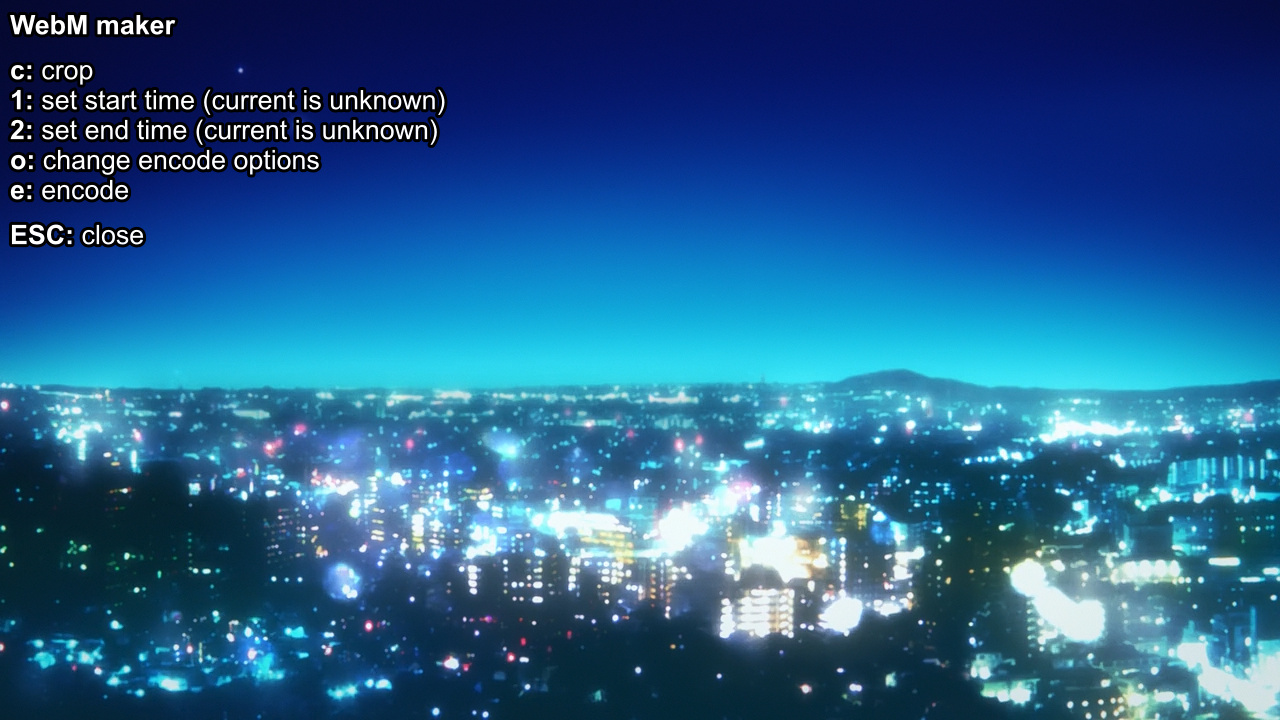 WebM maker
c: crop
1: set start time (current is unknown)
2: set end time (current is unknown)
o: change encode options
e: encode
ESC: close